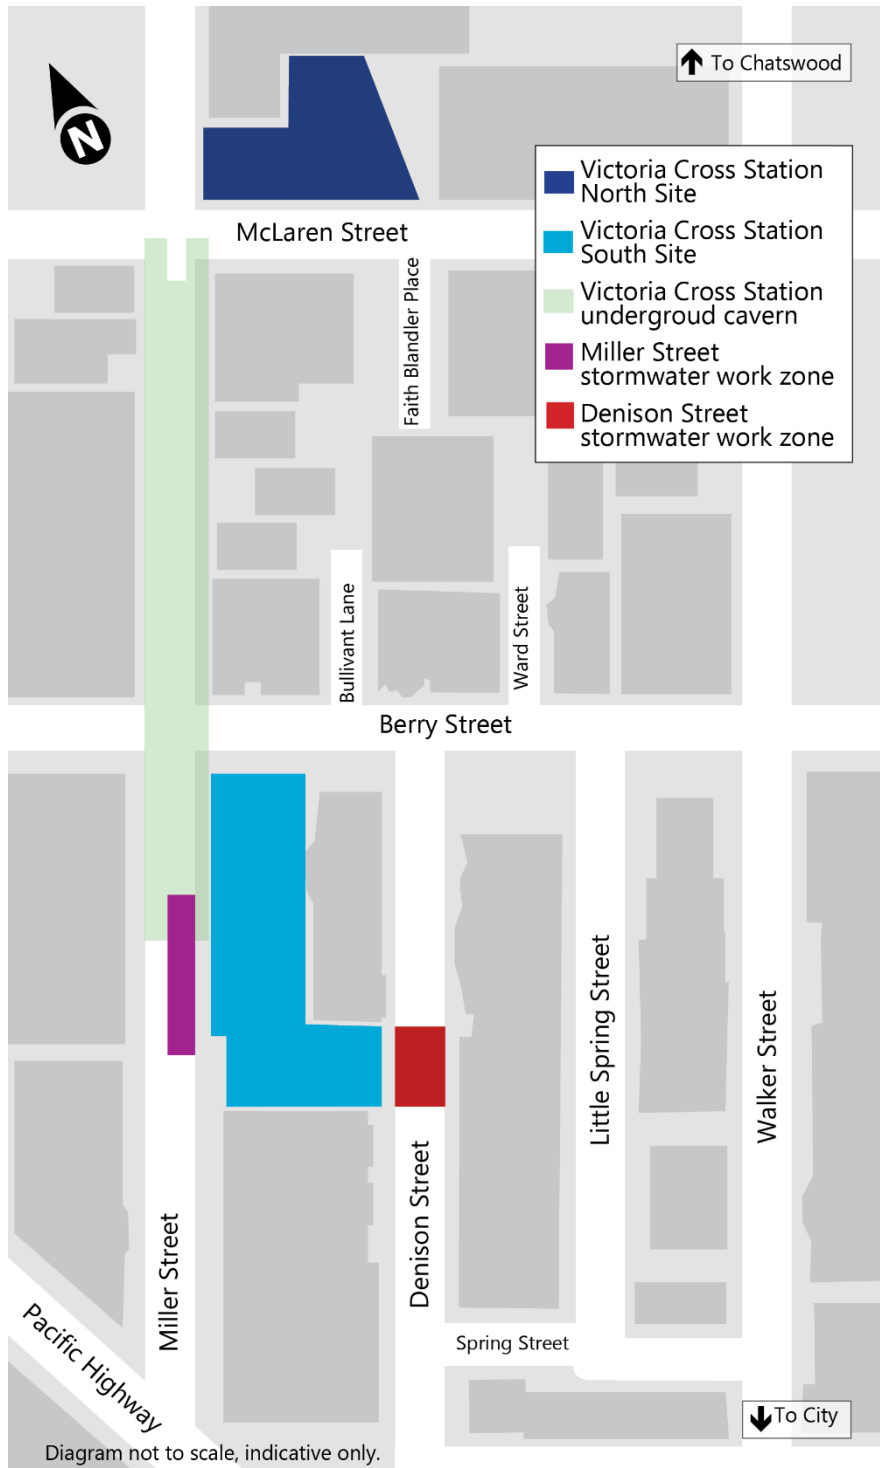 To Chatswood
N
Victoria Cross Station
North Site
Victoria Cross Station
South Site
Victoria Cross Station
undergroud cavern
Miller Street
stormwater work zone
Denison Street
stormwater work zone
McLaren Street
Faith Blandler Place
Bullivant Lane
Ward Street
Berry Street
Little Spring Street
Walker Street
Denison Street
Miller Street
Pacific Highway
Spring Street
To City
Diagram not to scale, indicative only.